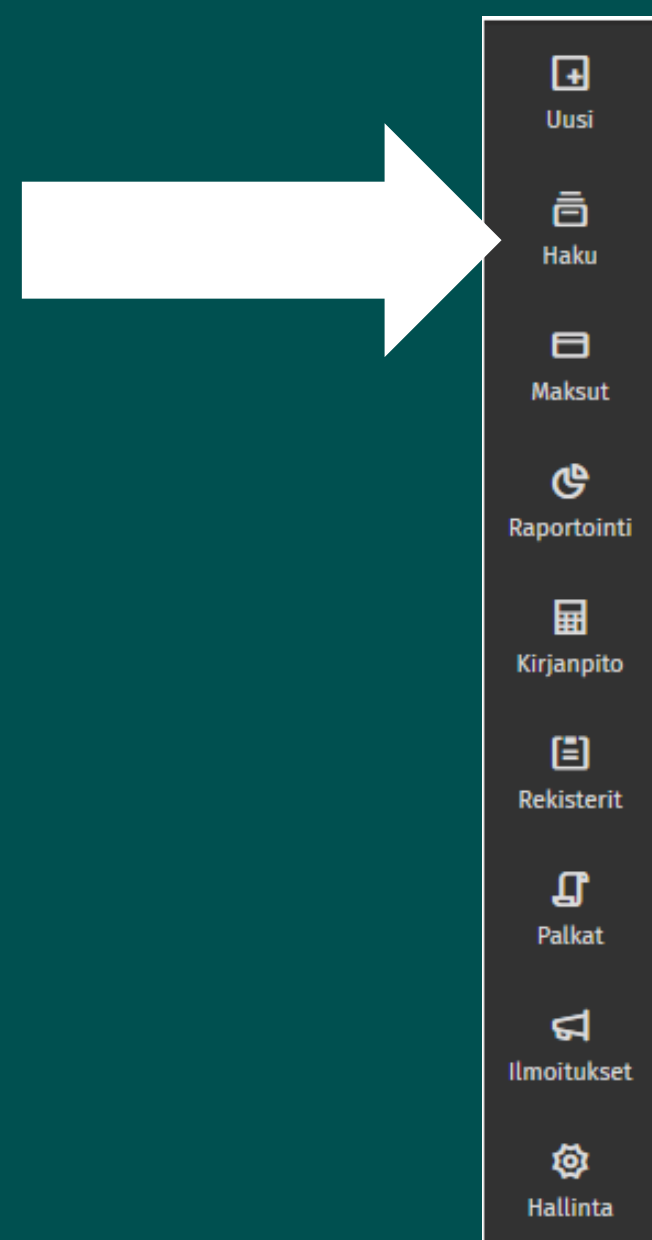 Uusi
Haku
Maksut
Raportointi
Kirjanpito
Rekisterit
Palkat
Ilmoitukset
Hallinta